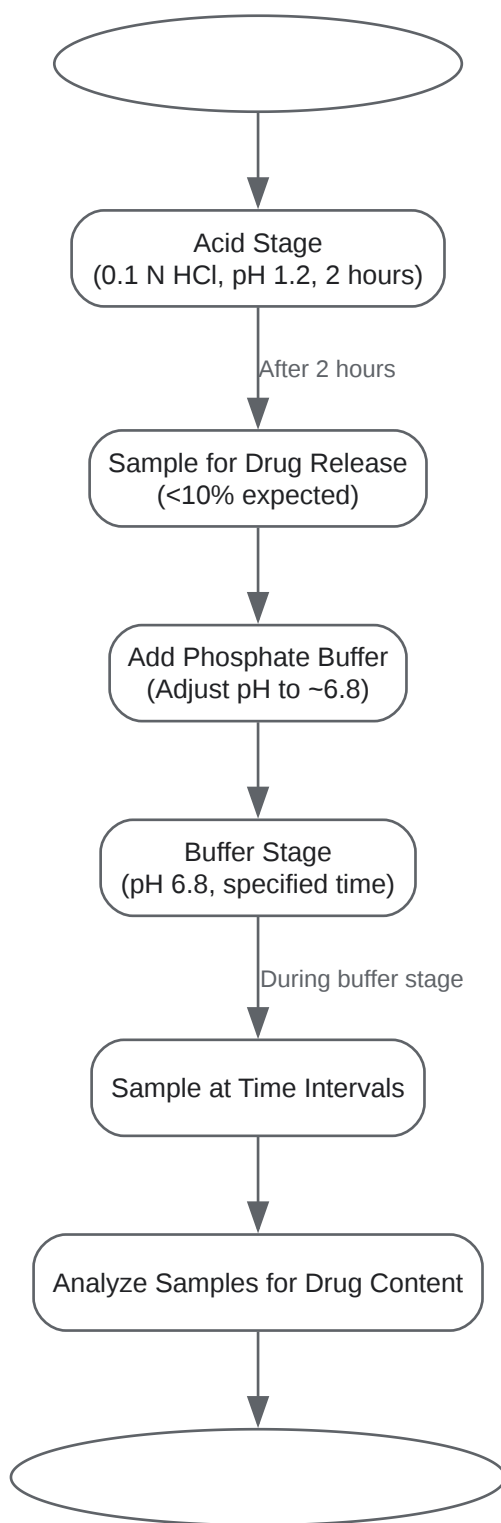 Acid Stage
(0.1 N HCl, pH 1.2, 2 hours)
After 2 hours
Sample for Drug Release
(<10% expected)
Add Phosphate Buffer
(Adjust pH to ~6.8)
Buffer Stage
(pH 6.8, specified time)
During buffer stage
Sample at Time Intervals
Analyze Samples for Drug Content